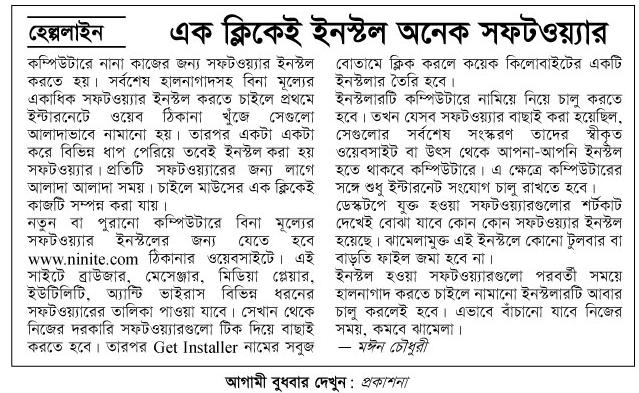 হেল্পলাইন
এক ক্লিকেই ইনস্টল অনেক সফটওয়্যার
কম্পিউটারে নানা কাজের জন্য সফটওয়্যার ইনস্টল
করতে হয়। সর্বশেষ হালনাগাদসহ বিনা মূল্যের
একাধিক সফটওয়্যার ইনস্টল করতে চাইলে প্রথমে
ইন্টারনেটে ওয়েব ঠিকানা খুঁজে সেগুলো
আলাদাভাবে নামানো হয়। তারপর একটা একটা
করে বিভিন্ন ধাপ পেরিয়ে তবেই ইনস্টল করা হয়
সফটওয়্যার। প্রতিটি সফটওয়্যারের জন্য লাগে
আলাদা আলাদা সময়। চাইলে মাউসের এক ক্লিকেই
কাজটি সম্পন্ন করা যায়।
নতুন বা পুরানো কম্পিউটারে বিনা মূল্যের
সফটওয়্যার ইনস্টলের জন্য যেতে হবে
www.ninite.com ঠিকানার ওয়েবসাইটে। এই
সাইটে ব্রাউজার, মেসেঞ্জার, মিডিয়া প্লেয়ার,
ইউটিলিটি, অ্যান্টি ভাইরাস বিভিন্ন ধরনের
সফটওয়্যারের তালিকা পাওয়া যাবে। সেখান থেকে
নিজের দরকারি সফটওয়্যারগুলো টিক দিয়ে বাছাই
করতে হবে। তারপর Get Installer নামের সবুজ
বোতামে ক্লিক করলে কয়েক কিলোবাইটের একটি
ইনস্টলার তৈরি হবে।
ইনস্টলারটি কম্পিউটারে নামিয়ে নিয়ে চালু করতে
হবে। তখন যেসব সফটওয়্যার বাছাই করা হয়েছিল,
সেগুলোর সর্বশেষ সংস্করণ তাদের স্বীকৃত
ওয়েবসাইট বা উৎস থেকে আপনা-আপনি ইনস্টল
হতে থাকবে কম্পিউটারে। এ ক্ষেত্রে কম্পিউটারের
সঙ্গে শুধু ইন্টারনেট সংযোগ চালু রাখতে হবে।
ডেস্কটপে যুক্ত হওয়া সফটওয়্যারগুলোর শর্টকাট
দেখেই বোঝা যাবে কোন কোন সফটওয়্যার ইনস্টল
হয়েছে। ঝামেলামুক্ত এই ইনস্টলে কোনো টুলবার বা
বাড়তি ফাইল জমা হবে না।
ইনস্টল হওয়া সফটওয়্যারগুলো পরবর্তী সময়ে
হালনাগাদ করতে চাইলে নামানো ইনস্টলারটি আবার
চালু করলেই হবে। এভাবে বাঁচানো যাবে নিজের
সময়, কমবে ঝামেলা।
— মঈন চৌধুরী
আগামী বুধবার দেখুন : প্রকাশনা